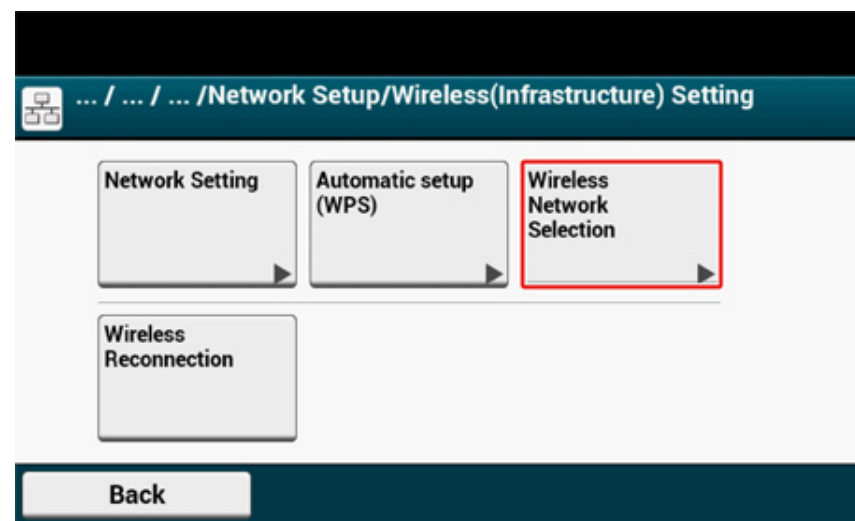 ... / ... / ... /Network Setup/Wireless(Infrastructure) Setting
Network Setting
Automatic setup
(WPS)
Wireless
Network
Selection
Wireless
Reconnection
Back